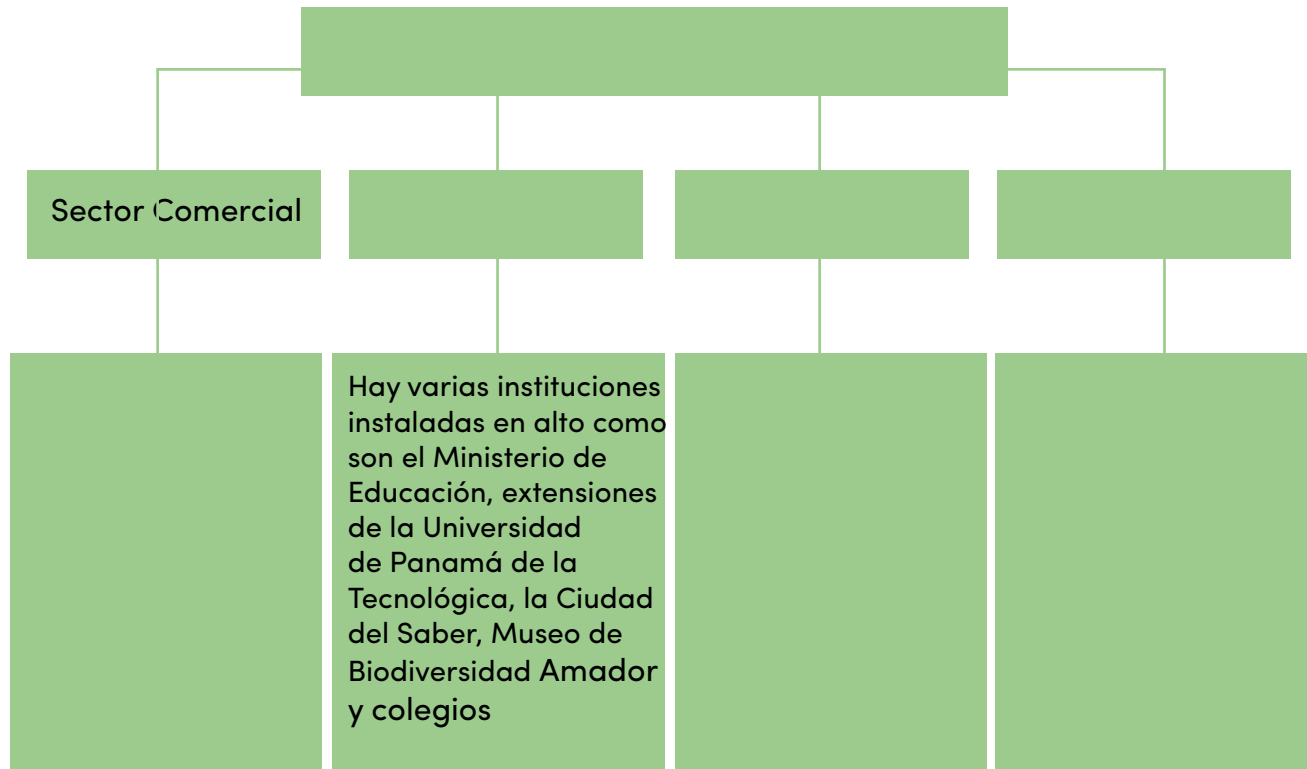 Sector Comercial
Hay varias instituciones
instaladas en alto como
son el Ministerio de
Educación, extensiones
de la Universidad
de Panamá de la
Tecnológica, la Ciudad
del Saber, Museo de
Biodiversidad Amador
y colegios